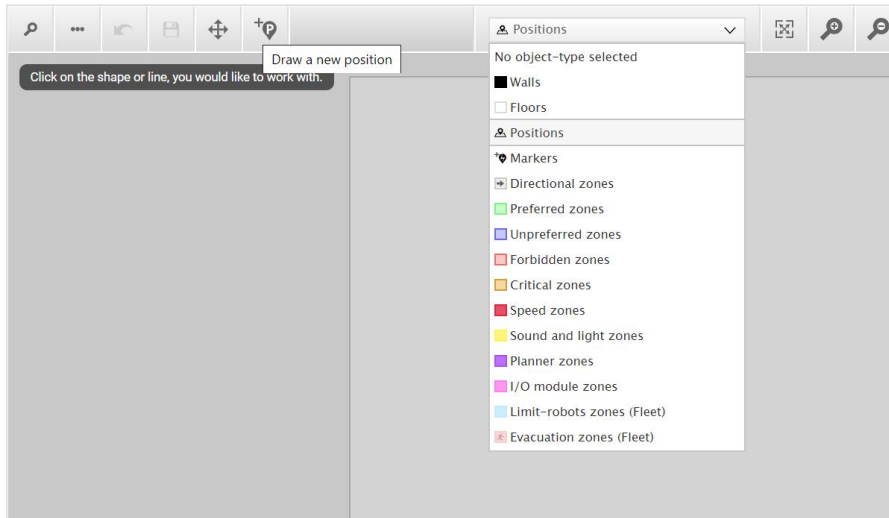 Positions
Draw a new position
Click on the shape or line, you would like to work with.
No object-type selected
Walls
Floors
Positions
Markers
Directional zones
Preferred zones
Unpreferred zones
Forbidden zones
Critical zones
Speed zones
Sound and light zones
Planner zones
I/O module zones
Limit-robots zones (Fleet)
Evacuation zones (Fleet)